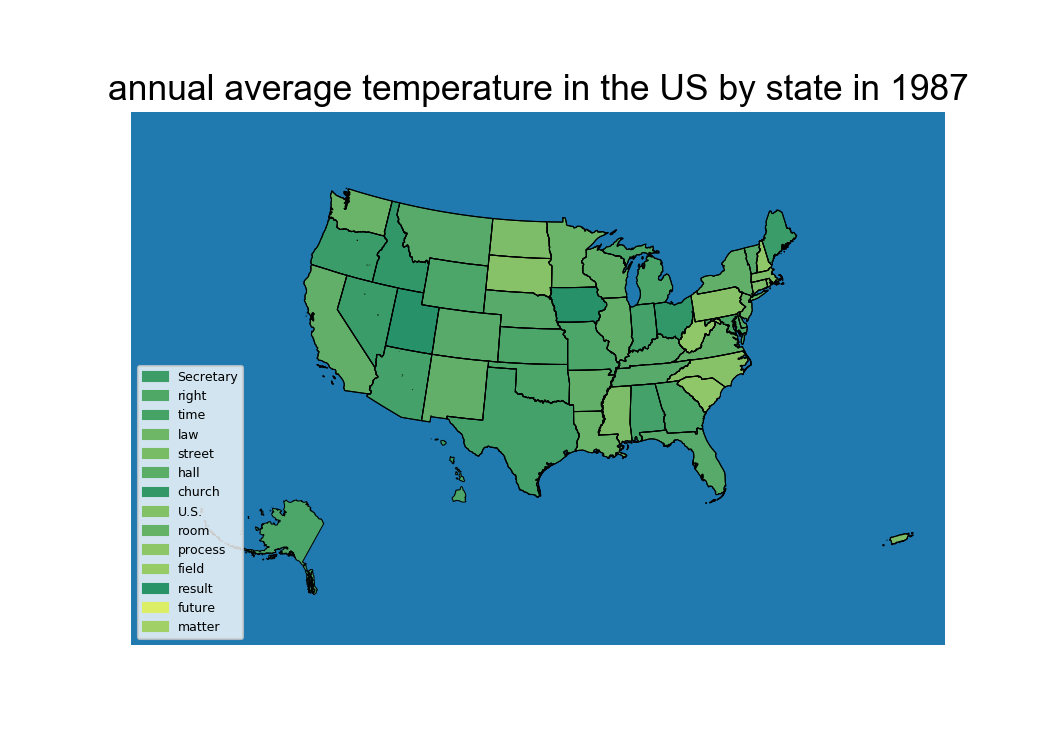 annual average temperature in the US by state in 1987
Secretary
right
time
law
street
hall
church
U.S.
room
process
field
result
future
matter